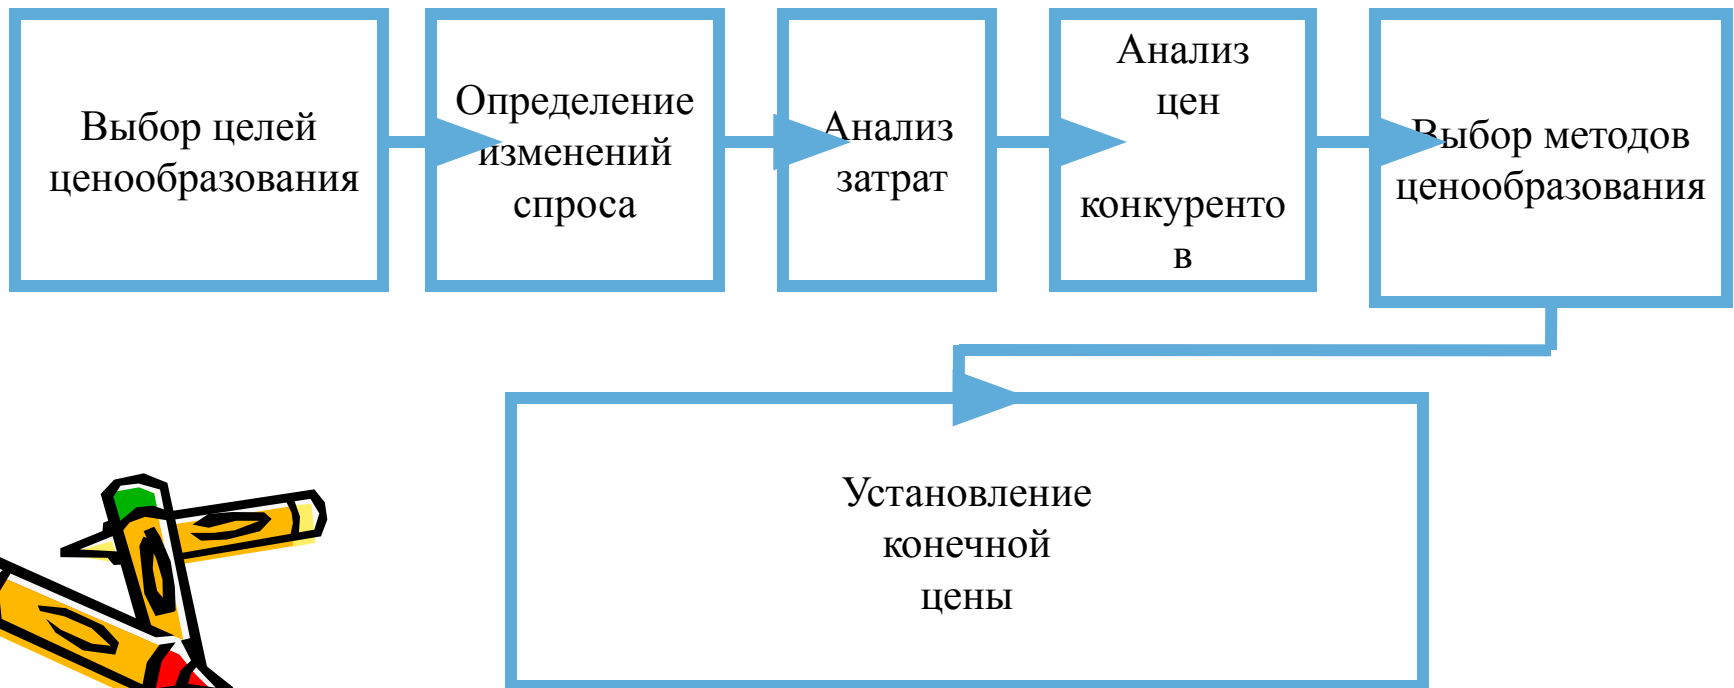 Выбор целей
ценообразования
Определение
изменений
спроса
Анализ
затрат
Анализ
цен
конкуренто
в
Выбор методов
ценообразования
Установление
конечной
цены